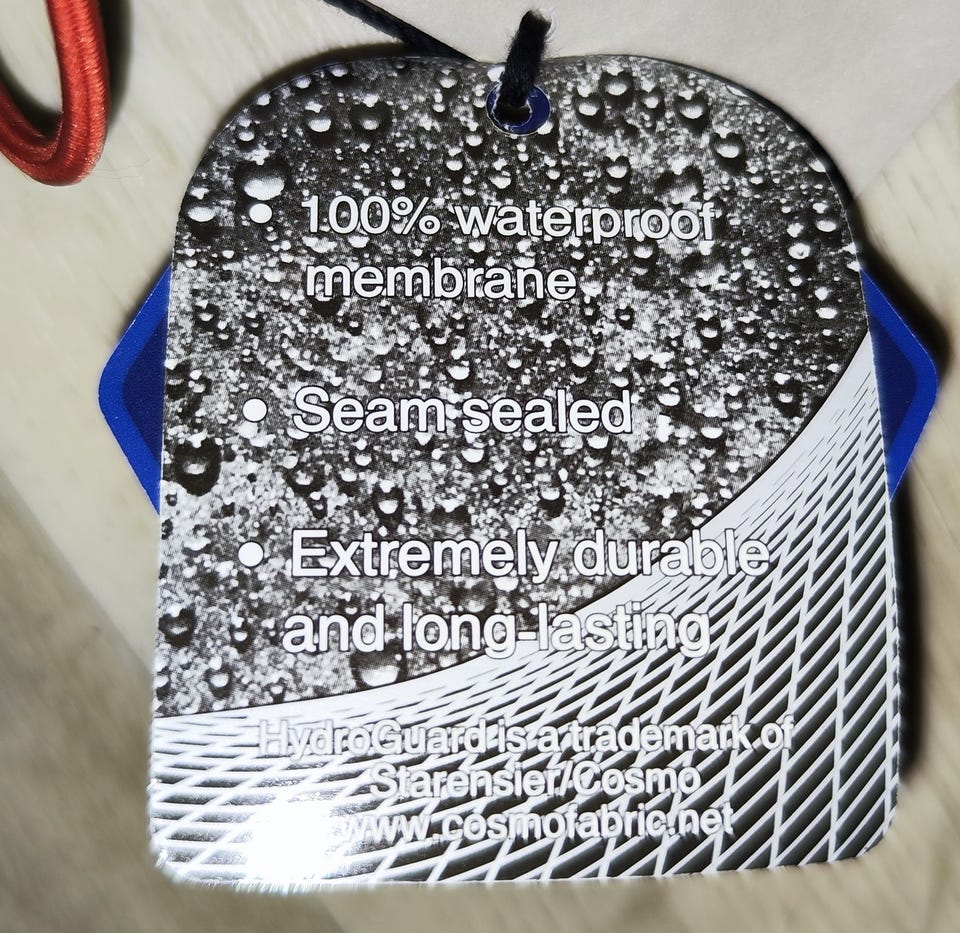 • 100% waterproof
membrane
• Seam sealed
• Extremely durable
and long-lasting
HydroGuard is a trademark of
Starensier/Cosmo
www.cosmofabric.net